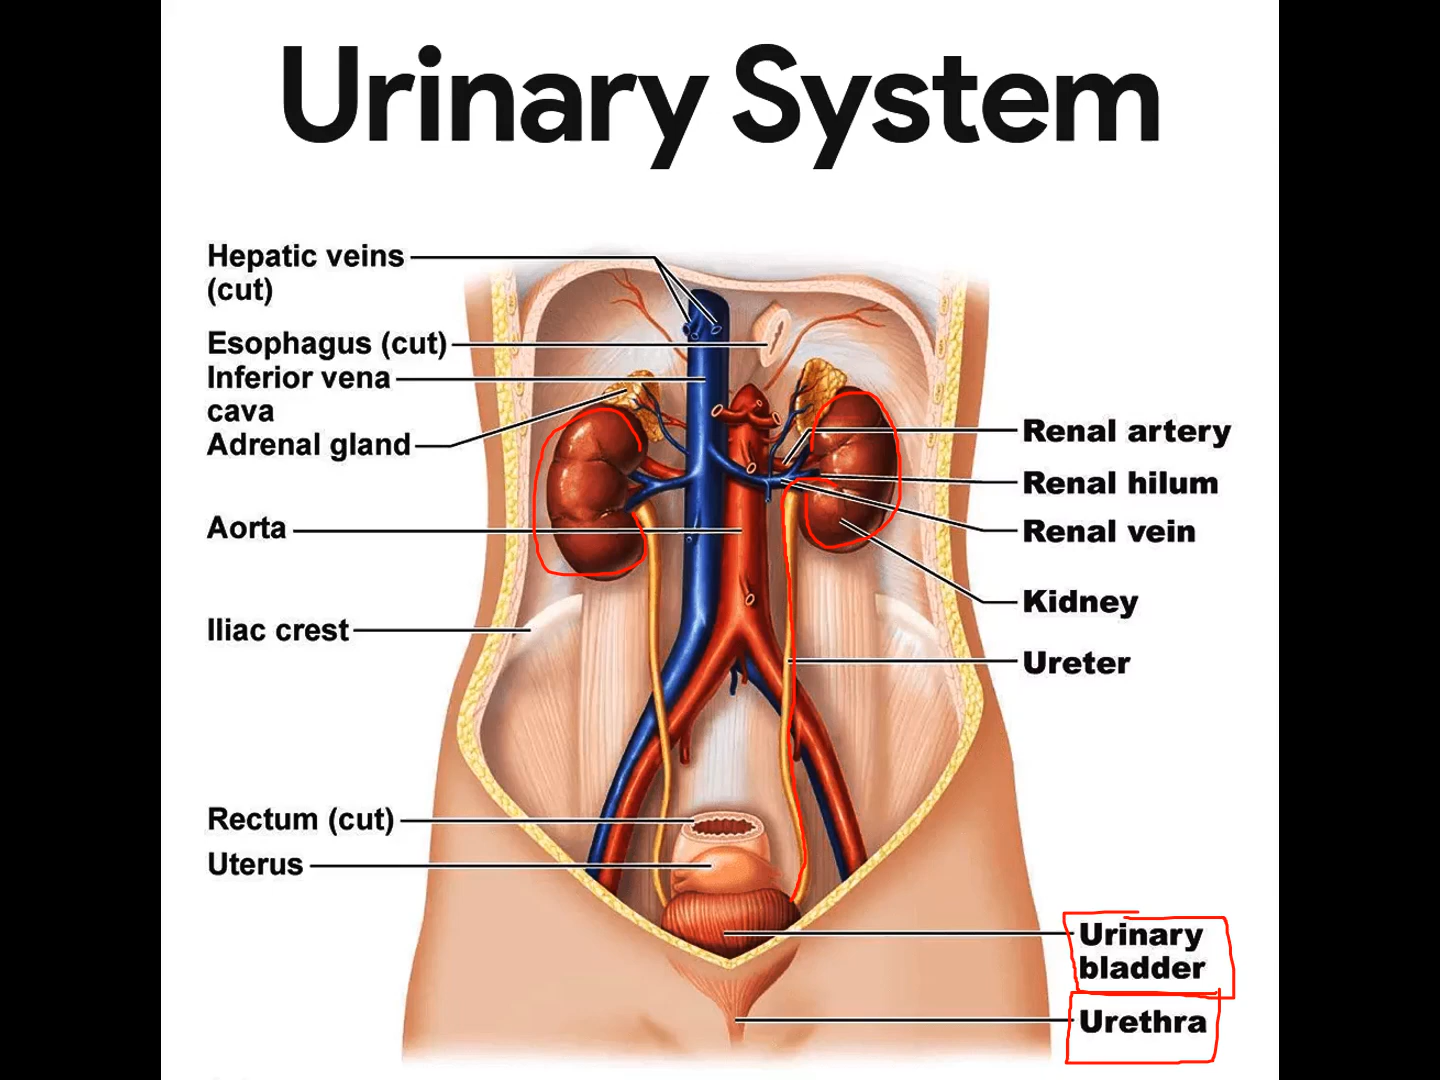 Urinary System
Hepatic veins
(cut)
Esophagus (cut)
Inferior vena
cava
Adrenal gland
Aorta
Iliac crest
Rectum (cut)
Uterus
Renal artery
Renal hilum
Renal vein
Kidney
Ureter
Urinary
bladder
Urethra